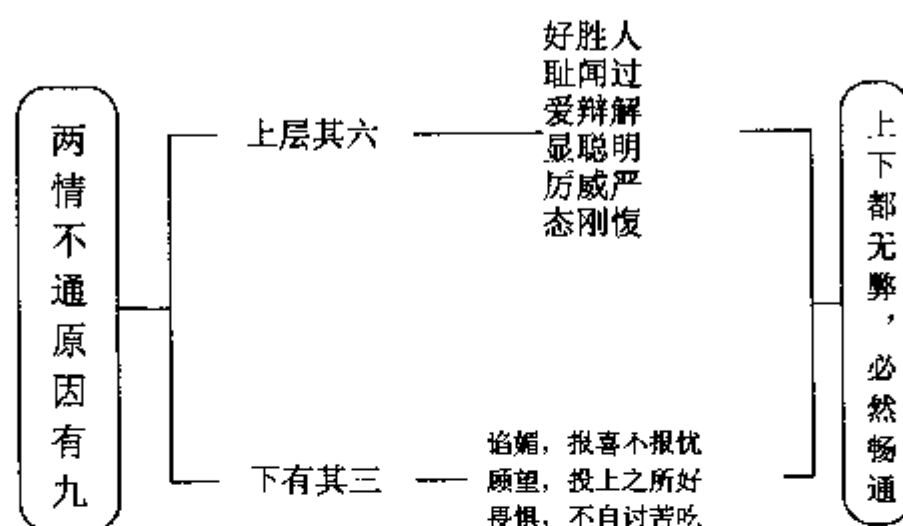 两情不通原因有九
上层其六
好胜人
耻闻过
爱辩解
显聪明
厉威严
态刚愎
下有其三
谄媚，报喜不报忧
顾望，投上之所好
畏惧，不自讨苦吃
上下都无弊，必然畅通